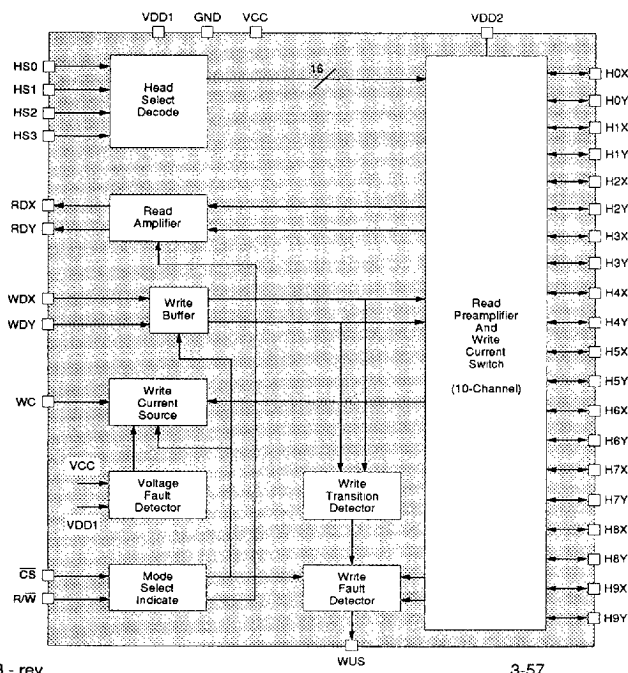 VDD1 GND VCC VDD2
HS0
HS1
HS2
HS3
Head
Select
Decode
16
RDX
RDY
Read
Amplifier
WDX
WDY
Write
Buffer
WC
Write
Current
Source
VCC
VDD1
Voltage
Fault
Detector
Write
Transition
Detector
CS
R/W
Mode
Select
Indicate
Write
Fault
Detector
WUS
Read
Preamplifier
And
Write
Current
Switch
(10-Channel)
H0X
H0Y
H1X
H1Y
H2X
H2Y
H3X
H3Y
H4X
H4Y
H5X
H5Y
H6X
H6Y
H7X
H7Y
H8X
H8Y
H9X
H9Y
- rev
3-57